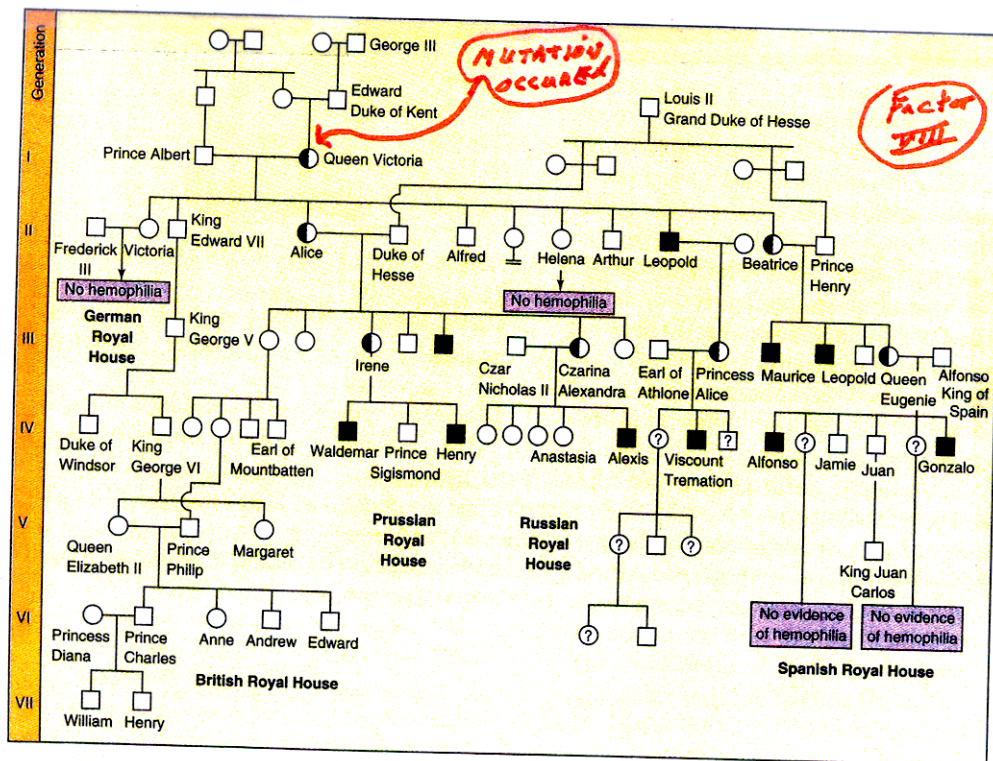 Generation
George III
MUTATION
OCCURED
Edward
Duke of Kent
Louis II
Grand Duke of Hesse
Factor
VIII
I
Prince Albert
Queen Victoria
II
Frederick
III
Victoria
King
Edward VII
Alice
Duke of
Hesse
Alfred
Helena
Arthur
Leopold
Beatrice
Prince
Henry
No hemophilia
No hemophilia
German
Royal
House
III
King
George V
Irene
Czar
Nicholas II
Czarina
Alexandra
Earl of
Athlone
Princess
Alice
Maurice
Leopold
Queen
Eugenie
Alfonso
King of
Spain
IV
Duke of
Windsor
King
George VI
Earl of
Mountbatten
Waldemar
Prince
Sigismond
Henry
Anastasia
Alexis
?
Viscount
Tremation
?
Alfonso
?
Jamie
Juan
?
Gonzalo
V
Queen
Elizabeth II
Prince
Philip
Margaret
Prussian
Royal
House
Russian
Royal
House
?
?
King Juan
Carlos
VI
Princess
Diana
Prince
Charles
Anne
Andrew
Edward
?
No evidence
of hemophilia
No evidence
of hemophilia
British Royal House
Spanish Royal House
VII
William
Henry